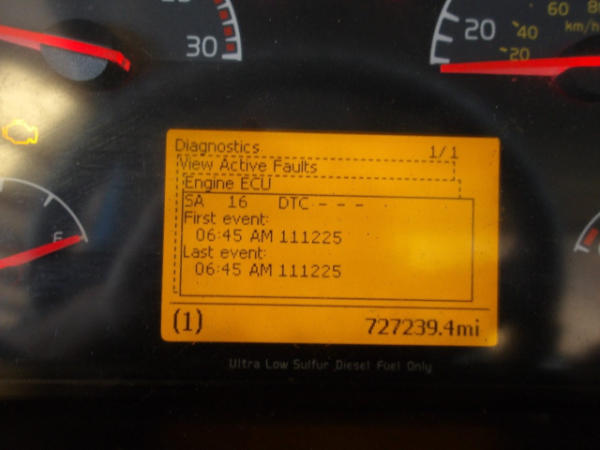 30
60
80
20
40
km/h
20
Diagnostics 1/1
View Active Faults
Engine ECU
SA 16 DTC - - -
First event:
06:45 AM 111225
Last event:
06:45 AM 111225
(1) 727239.4mi
F
Ultra Low Sulfur Diesel Fuel Only